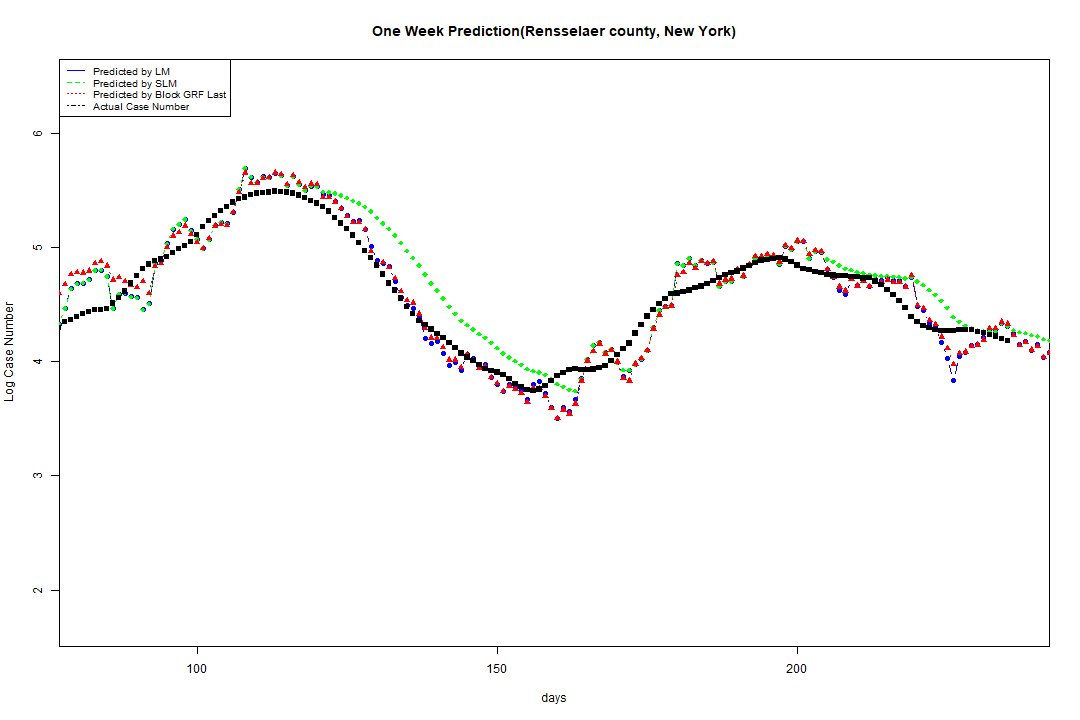 One Week Prediction(Rensselaer county, New York)
Predicted by LM
Predicted by SLM
Predicted by Block GRF Last
Actual Case Number
6
5
4
3
2
Log Case Number
100
150
200
days